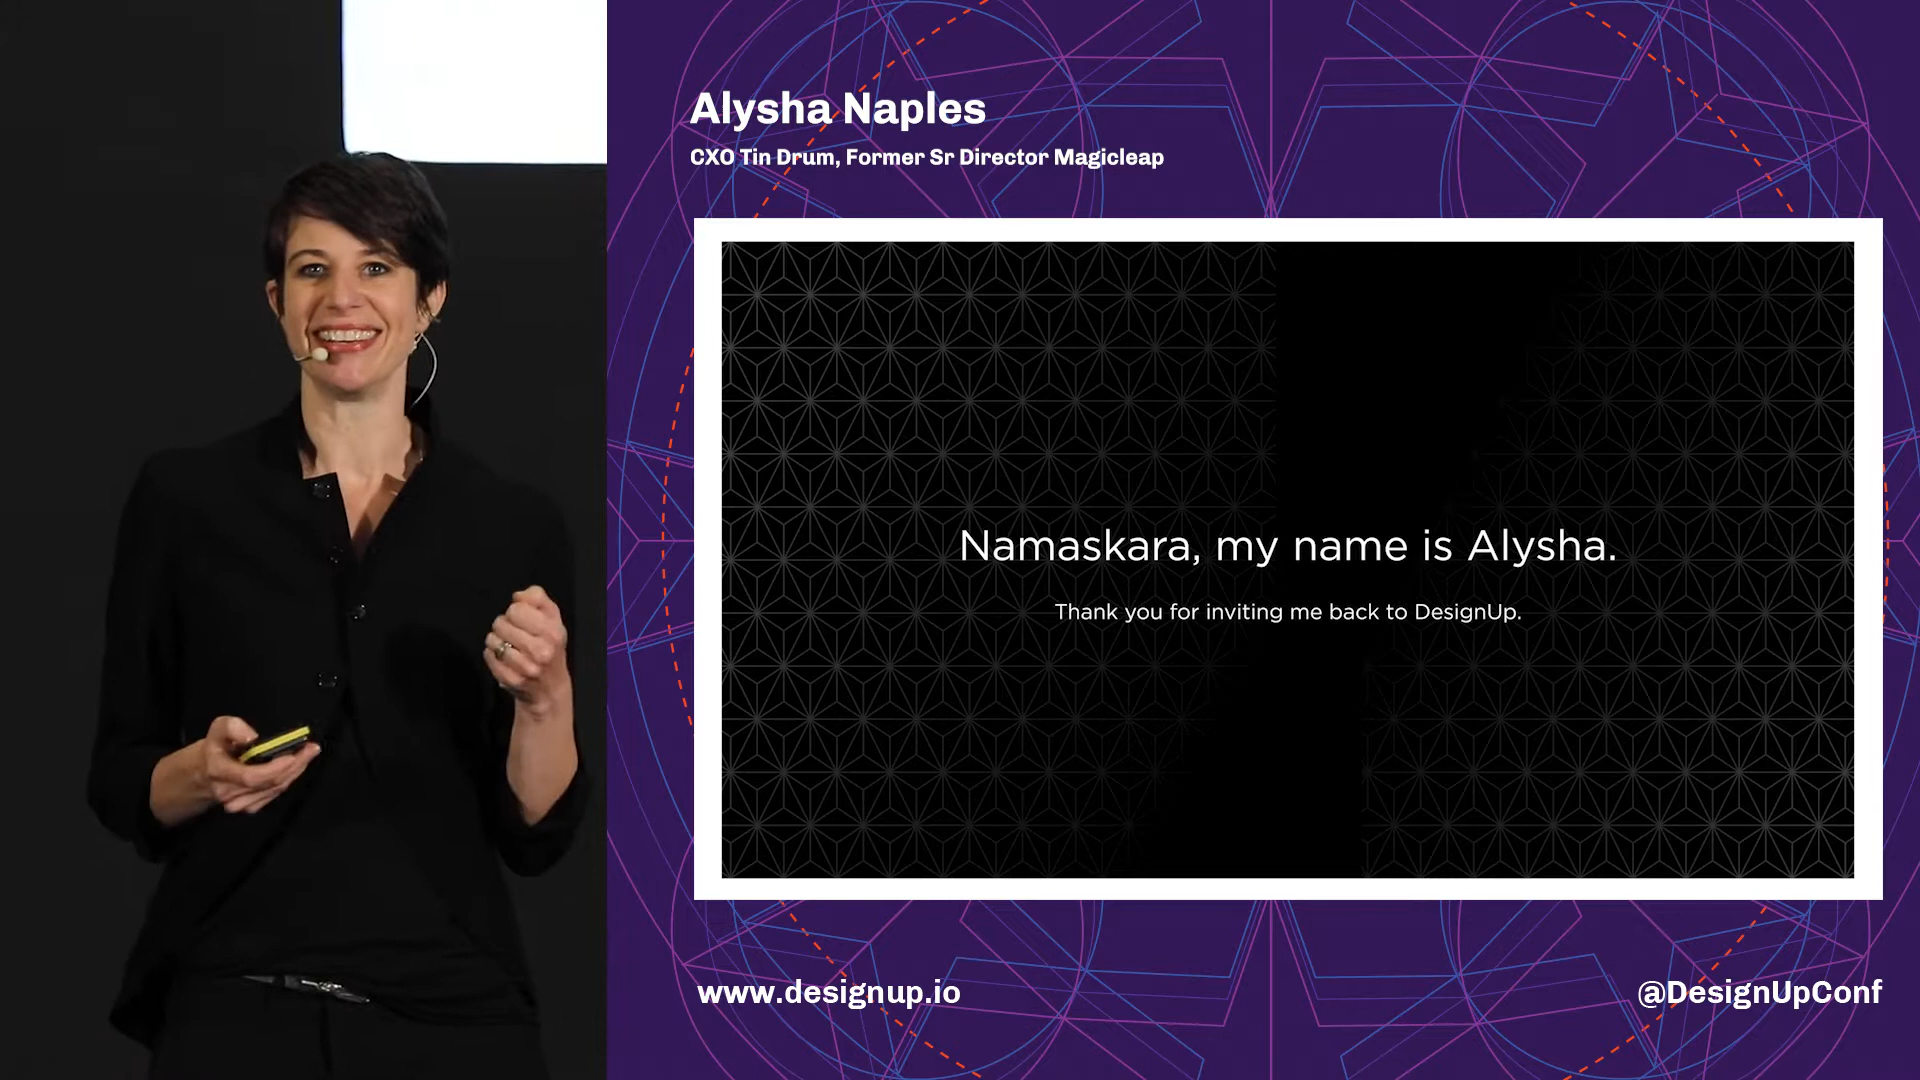 Alysha Naples
CXO Tin Drum, Former Sr Director Magicleap
Namaskara, my name is Alysha.
Thank you for inviting me back to DesignUp.
www.designup.io
@DesignUpConf